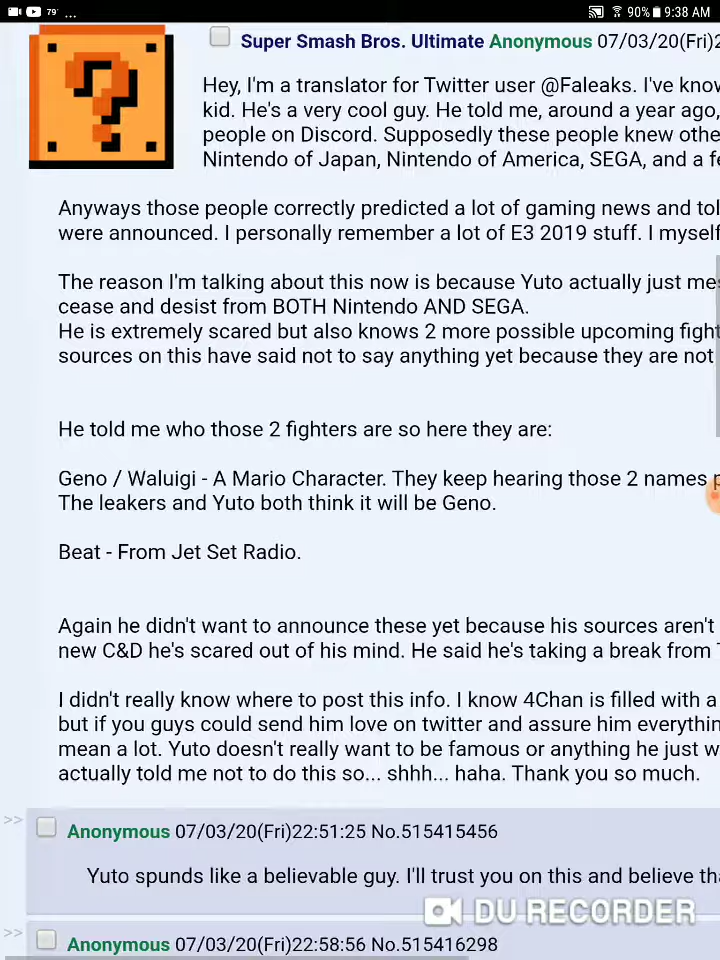 79° ... 90% 9:38 AM
Super Smash Bros. Ultimate Anonymous 07/03/20(Fri)2
Hey, I'm a translator for Twitter user @Faleaks. I've know
kid. He's a very cool guy. He told me, around a year ago,
people on Discord. Supposedly these people knew othe
Nintendo of Japan, Nintendo of America, SEGA, and a fe
Anyways those people correctly predicted a lot of gaming news and tol
were announced. I personally remember a lot of E3 2019 stuff. I myself
The reason I'm talking about this now is because Yuto actually just mes
cease and desist from BOTH Nintendo AND SEGA.
He is extremely scared but also knows 2 more possible upcoming fight
sources on this have said not to say anything yet because they are not
He told me who those 2 fighters are so here they are:
Geno / Waluigi - A Mario Character. They keep hearing those 2 names p
The leakers and Yuto both think it will be Geno.
Beat - From Jet Set Radio.
Again he didn't want to announce these yet because his sources aren't
new C&D he's scared out of his mind. He said he's taking a break from T
I didn't really know where to post this info. I know 4Chan is filled with a
but if you guys could send him love on twitter and assure him everythin
mean a lot. Yuto doesn't really want to be famous or anything he just w
actually told me not to do this so... shhh... haha. Thank you so much.
>> Anonymous 07/03/20(Fri)22:51:25 No.515415456
Yuto spunds like a believable guy. I'll trust you on this and believe tha
DU RECORDER
>> Anonymous 07/03/20(Fri)22:58:56 No.515416298